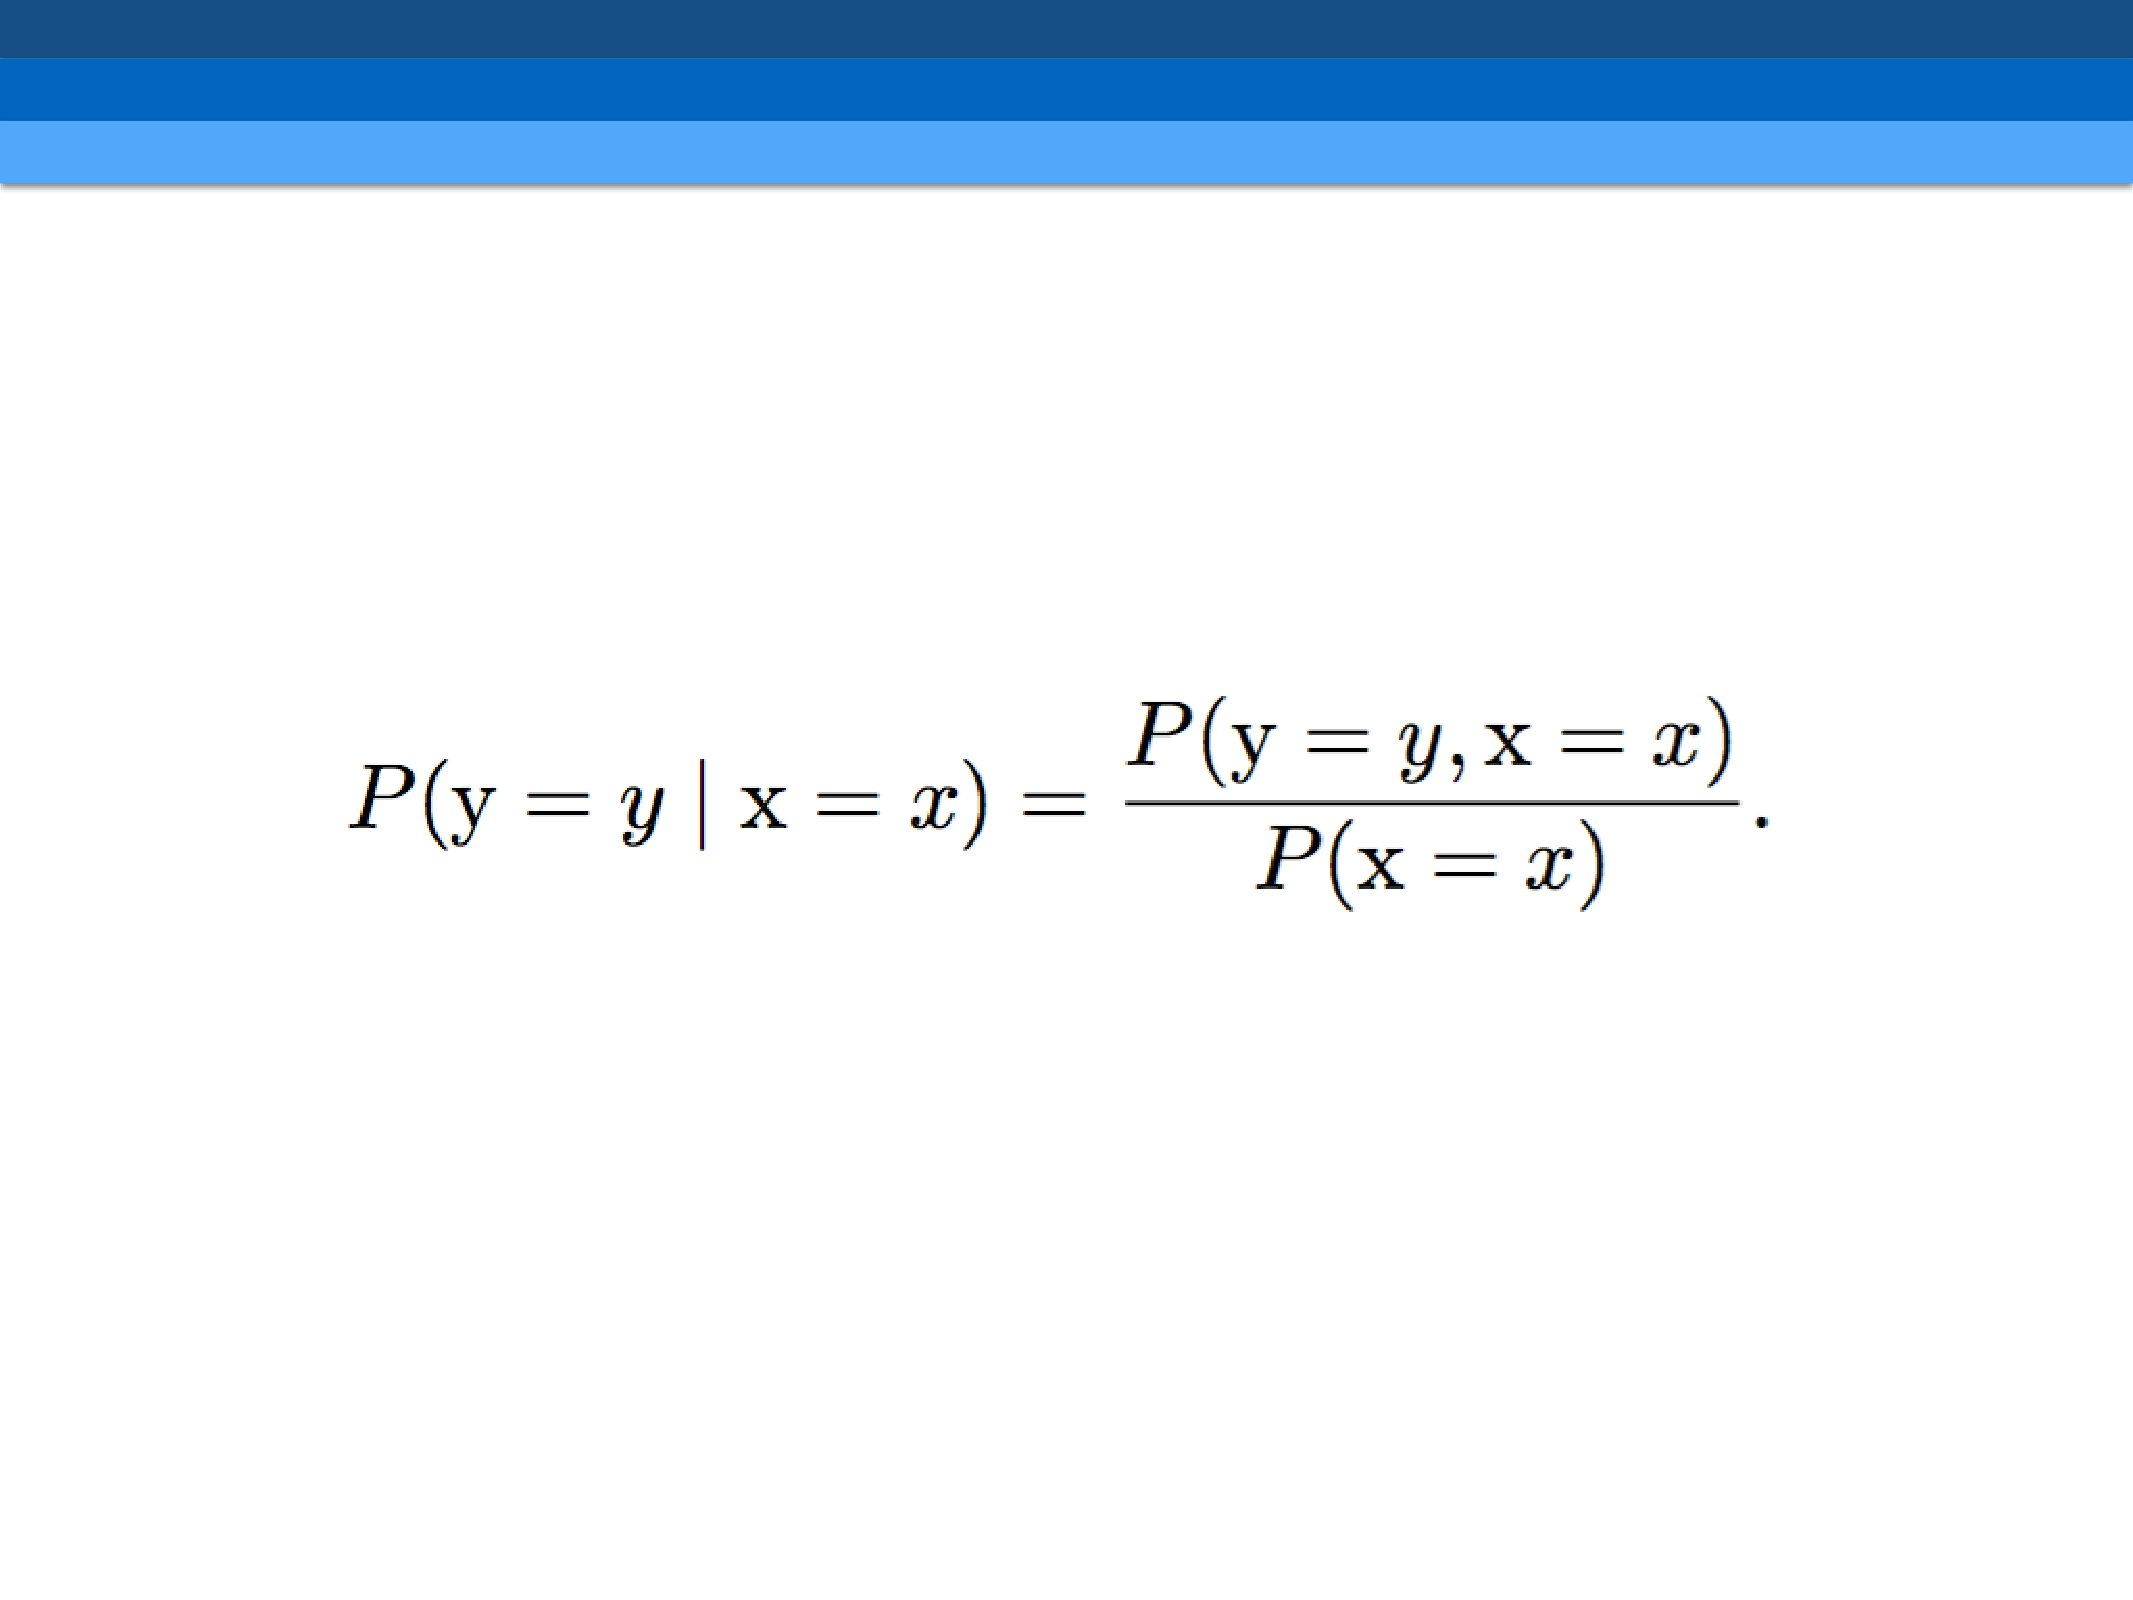 P(y = y | x = x) = P(y = y, x = x) / P(x = x).